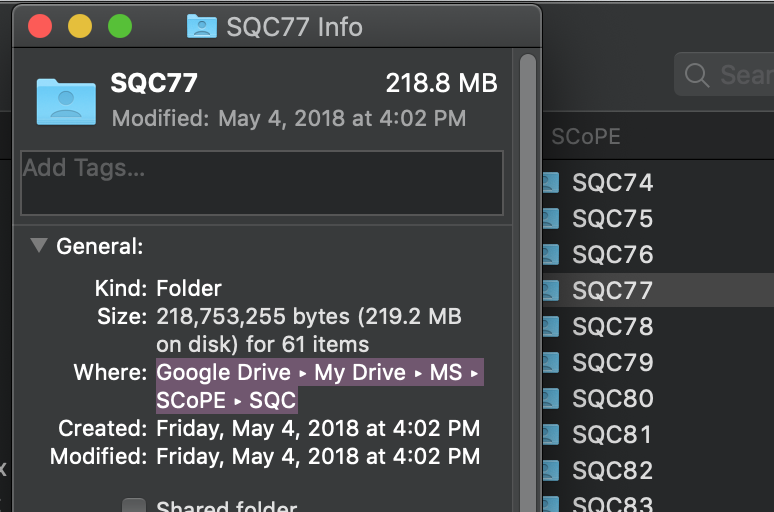 SQC77 Info
SQC77 218.8 MB
Modified: May 4, 2018 at 4:02 PM
Add Tags...
General:
Kind: Folder
Size: 218,753,255 bytes (219.2 MB
on disk) for 61 items
Where: Google Drive ▸ My Drive ▸ MS ▸
SCoPE ▸ SQC
Created: Friday, May 4, 2018 at 4:02 PM
Modified: Friday, May 4, 2018 at 4:02 PM
Shared folder
Sear
SCoPE
SQC74
SQC75
SQC76
SQC77
SQC78
SQC79
SQC80
SQC81
SQC82
SQC83